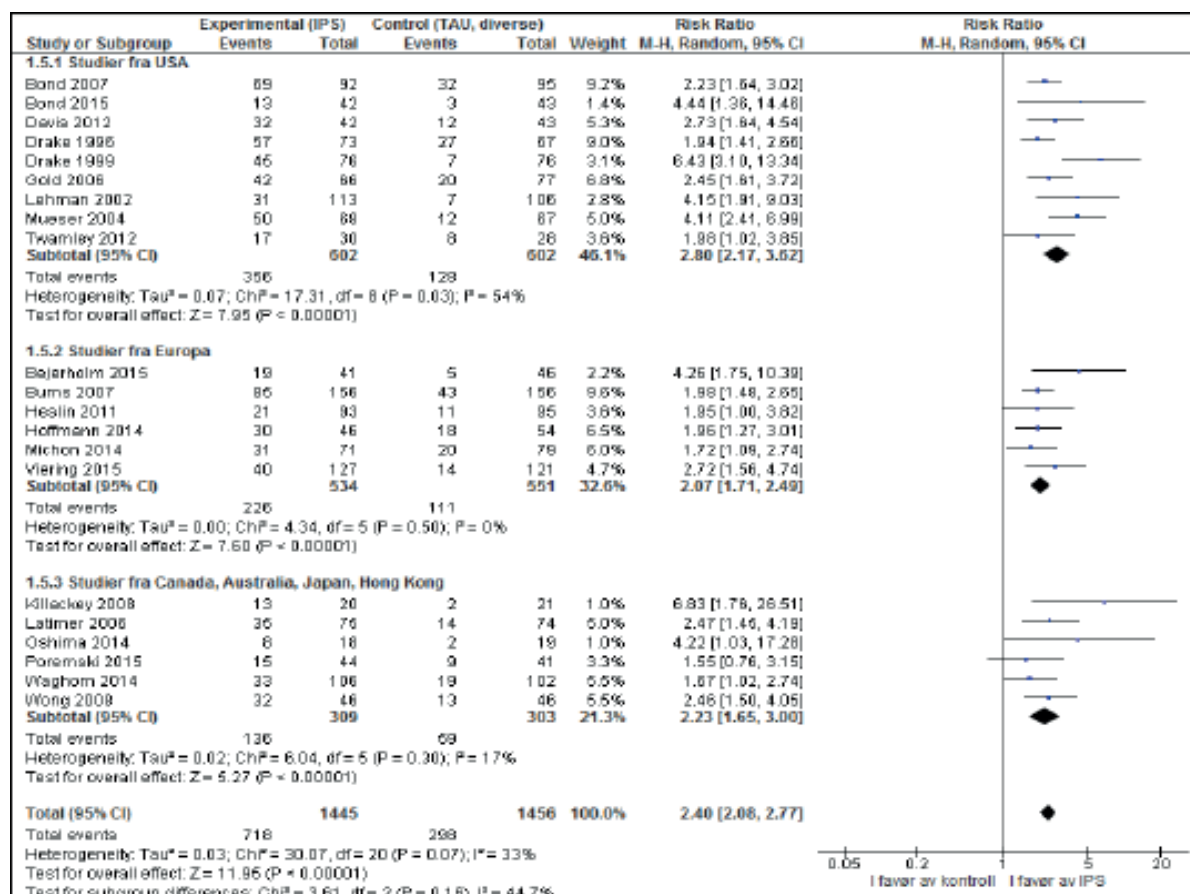 Experimental (IPS) Control (TAU, diverse) Risk Ratio Risk Ratio
Study or Subgroup Events Total Events Total Weight M-H, Random, 95% CI M-H, Random, 95% CI
1.5.1 Studier fra USA
Bond 2007 69 92 32 95 9.2% 2.23 [1.64, 3.02]
Bond 2015 13 42 3 43 1.4% 4.44 [1.36, 14.46]
Davis 2012 32 42 12 43 5.3% 2.73 [1.64, 4.54]
Drake 1996 57 73 27 67 9.0% 1.94 [1.41, 2.66]
Drake 1999 45 76 7 76 3.1% 6.43 [3.10, 13.34]
Gold 2006 42 66 20 77 6.8% 2.45 [1.61, 3.72]
Lehman 2002 31 113 7 106 2.8% 4.15 [1.91, 9.03]
Mueser 2004 50 68 12 67 5.0% 4.11 [2.41, 6.99]
Twamley 2012 17 30 8 28 3.6% 1.98 [1.02, 3.85]
Subtotal (95% CI) 602 602 46.1% 2.80 [2.17, 3.62]
Total events 356 128
Heterogeneity: Tau² = 0.07; Chi² = 17.31, df = 8 (P = 0.03); I² = 54%
Test for overall effect: Z = 7.95 (P < 0.00001)
1.5.2 Studier fra Europa
Bejerholm 2015 19 41 5 46 2.2% 4.26 [1.75, 10.39]
Burns 2007 85 156 43 156 9.6% 1.98 [1.48, 2.65]
Heslin 2011 21 93 11 95 3.6% 1.95 [1.00, 3.82]
Hoffmann 2014 30 46 18 54 6.5% 1.96 [1.27, 3.01]
Michon 2014 31 71 20 79 6.0% 1.72 [1.09, 2.74]
Viering 2015 40 127 14 121 4.7% 2.72 [1.56, 4.74]
Subtotal (95% CI) 534 551 32.6% 2.07 [1.71, 2.49]
Total events 226 111
Heterogeneity: Tau² = 0.00; Chi² = 4.34, df = 5 (P = 0.50); I² = 0%
Test for overall effect: Z = 7.60 (P < 0.00001)
1.5.3 Studier fra Canada, Australia, Japan, Hong Kong
Killackey 2008 13 20 2 21 1.0% 6.83 [1.76, 26.51]
Latimer 2006 35 75 14 74 5.0% 2.47 [1.46, 4.19]
Oshima 2014 8 18 2 19 1.0% 4.22 [1.03, 17.28]
Poremski 2015 15 44 9 41 3.3% 1.55 [0.76, 3.15]
Waghorn 2014 33 106 19 102 5.5% 1.67 [1.02, 2.74]
Wong 2008 32 46 13 46 5.5% 2.46 [1.50, 4.05]
Subtotal (95% CI) 309 303 21.3% 2.23 [1.65, 3.00]
Total events 136 59
Heterogeneity: Tau² = 0.02; Chi² = 6.04, df = 5 (P = 0.30); I² = 17%
Test for overall effect: Z = 5.27 (P < 0.00001)
Total (95% CI) 1445 1456 100.0% 2.40 [2.08, 2.77]
Total events 718 298
Heterogeneity: Tau² = 0.03; Chi² = 30.07, df = 20 (P = 0.07); I² = 33%
Test for overall effect: Z = 11.95 (P < 0.00001)
Test for subgroup differences: Chi² = 3.61, df = 2 (P = 0.16), I² = 44.7%
0.05 0.2 1 5 20
I favør av kontroll I favør av IPS